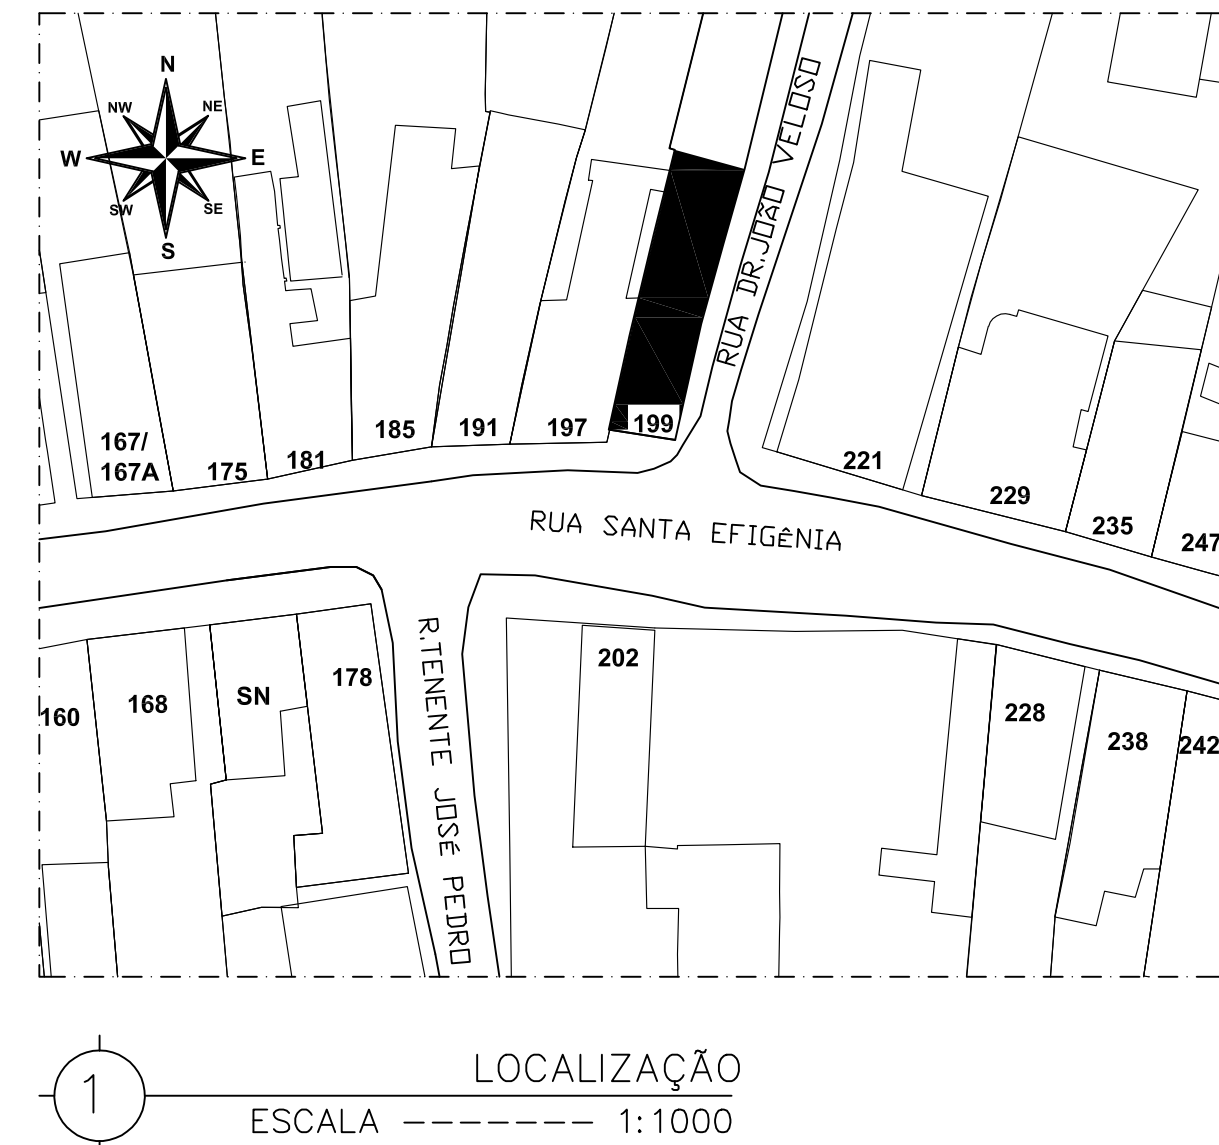 N
NW
NE
W
E
SW
SE
S
RUA DR.JOÃO VELOSO
167/
167A
175
181
185
191
197
199
221
229
235
247
RUA SANTA EFIGÊNIA
R.TENENTE JOSÉ PEDRO
160
168
SN
178
202
228
238
242
1
LOCALIZAÇÃO
ESCALA ------- 1:1000